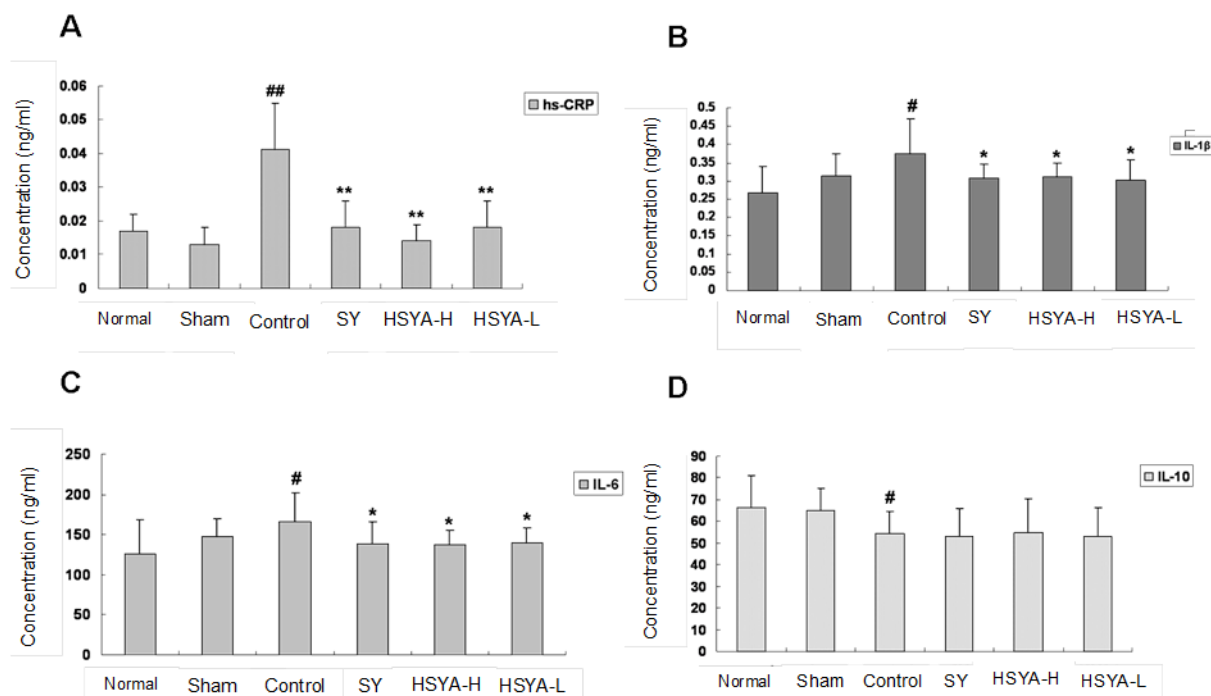 A
Concentration (ng/ml)
0.06
0.05
0.04
0.03
0.02
0.01
0
##
**
**
**
hs-CRP
Normal Sham Control SY HSYA-H HSYA-L
B
Concentration (ng/ml)
0.5
0.45
0.4
0.35
0.3
0.25
0.2
0.15
0.1
0.05
0
#
*
*
*
IL-1β
Normal Sham Control SY HSYA-H HSYA-L
C
Concentration (ng/ml)
250
200
150
100
50
0
#
*
*
*
IL-6
Normal Sham Control SY HSYA-H HSYA-L
D
Concentration (ng/ml)
90
80
70
60
50
40
30
20
10
0
#
IL-10
Normal Sham Control SY HSYA-H HSYA-L